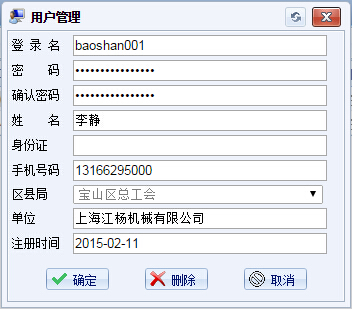 用户管理
登 录 名 baoshan001
密 码 ••••••••••••••••
确认密码 ••••••••••••••••
姓 名 李静
身份证
手机号码 13166295000
区县局 宝山区总工会
单位 上海江杨机械有限公司
注册时间 2015-02-11
确定 删除 取消